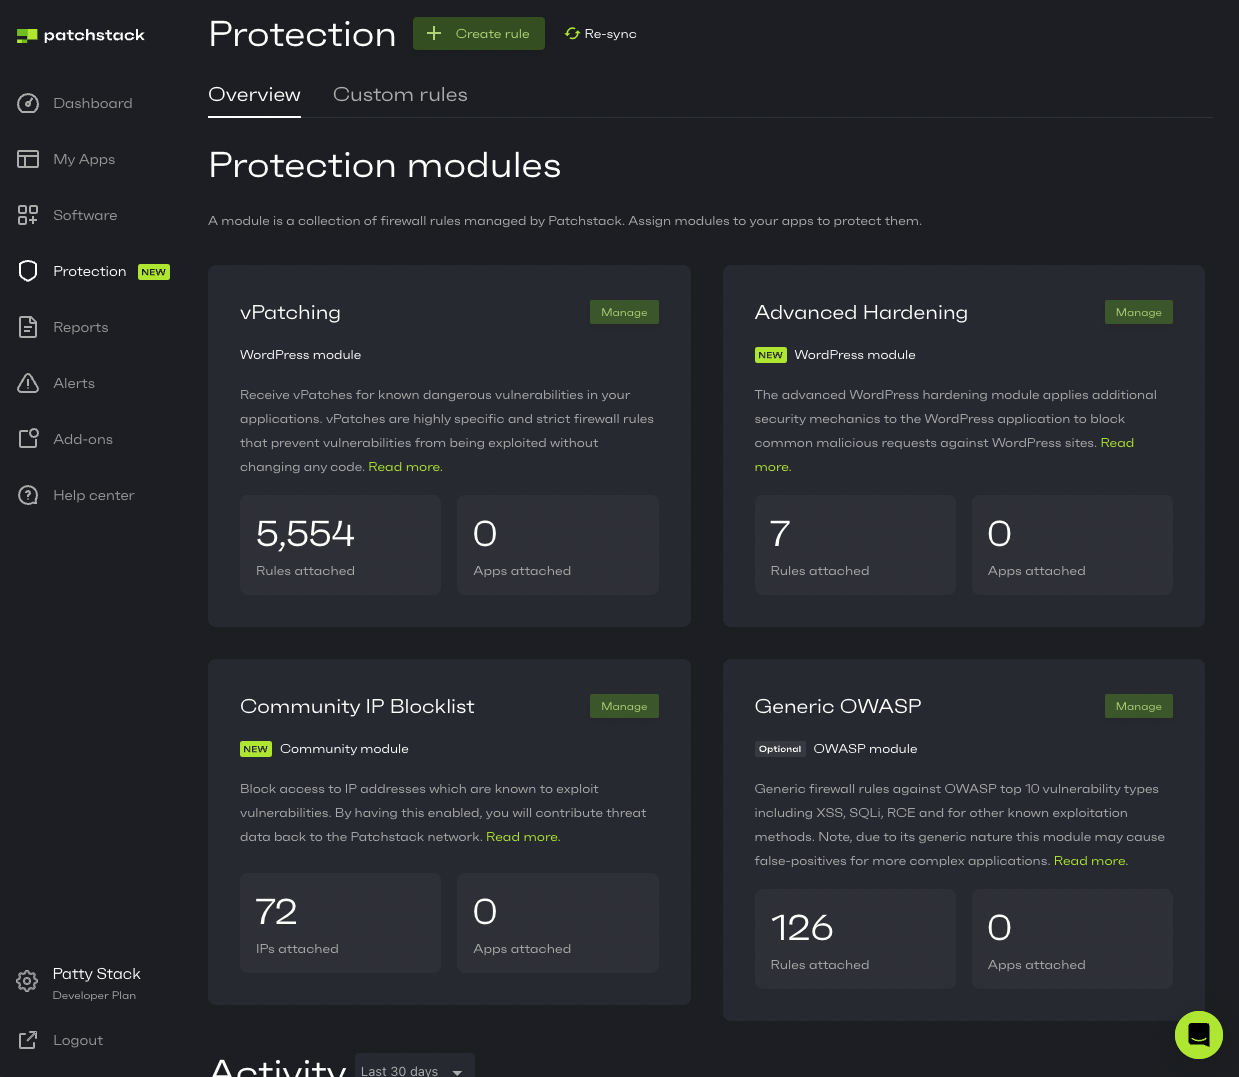 patchstack
Protection
Create rule
Re-sync
Dashboard
My Apps
Software
Protection NEW
Reports
Alerts
Add-ons
Help center
Overview
Custom rules
Protection modules
A module is a collection of firewall rules managed by Patchstack. Assign modules to your apps to protect them.
vPatching
Manage
WordPress module
Receive vPatches for known dangerous vulnerabilities in your
applications. vPatches are highly specific and strict firewall rules
that prevent vulnerabilities from being exploited without
changing any code. Read more.
5,554
Rules attached
0
Apps attached
Advanced Hardening
Manage
NEW WordPress module
The advanced WordPress hardening module applies additional
security mechanics to the WordPress application to block
common malicious requests against WordPress sites. Read
more.
7
Rules attached
0
Apps attached
Community IP Blocklist
Manage
NEW Community module
Block access to IP addresses which are known to exploit
vulnerabilities. By having this enabled, you will contribute threat
data back to the Patchstack network. Read more.
72
IPs attached
0
Apps attached
Generic OWASP
Manage
Optional OWASP module
Generic firewall rules against OWASP top 10 vulnerability types
including XSS, SQLi, RCE and for other known exploitation
methods. Note, due to its generic nature this module may cause
false-positives for more complex applications. Read more.
126
Rules attached
0
Apps attached
Patty Stack
Developer Plan
Logout
Activity
Last 30 days